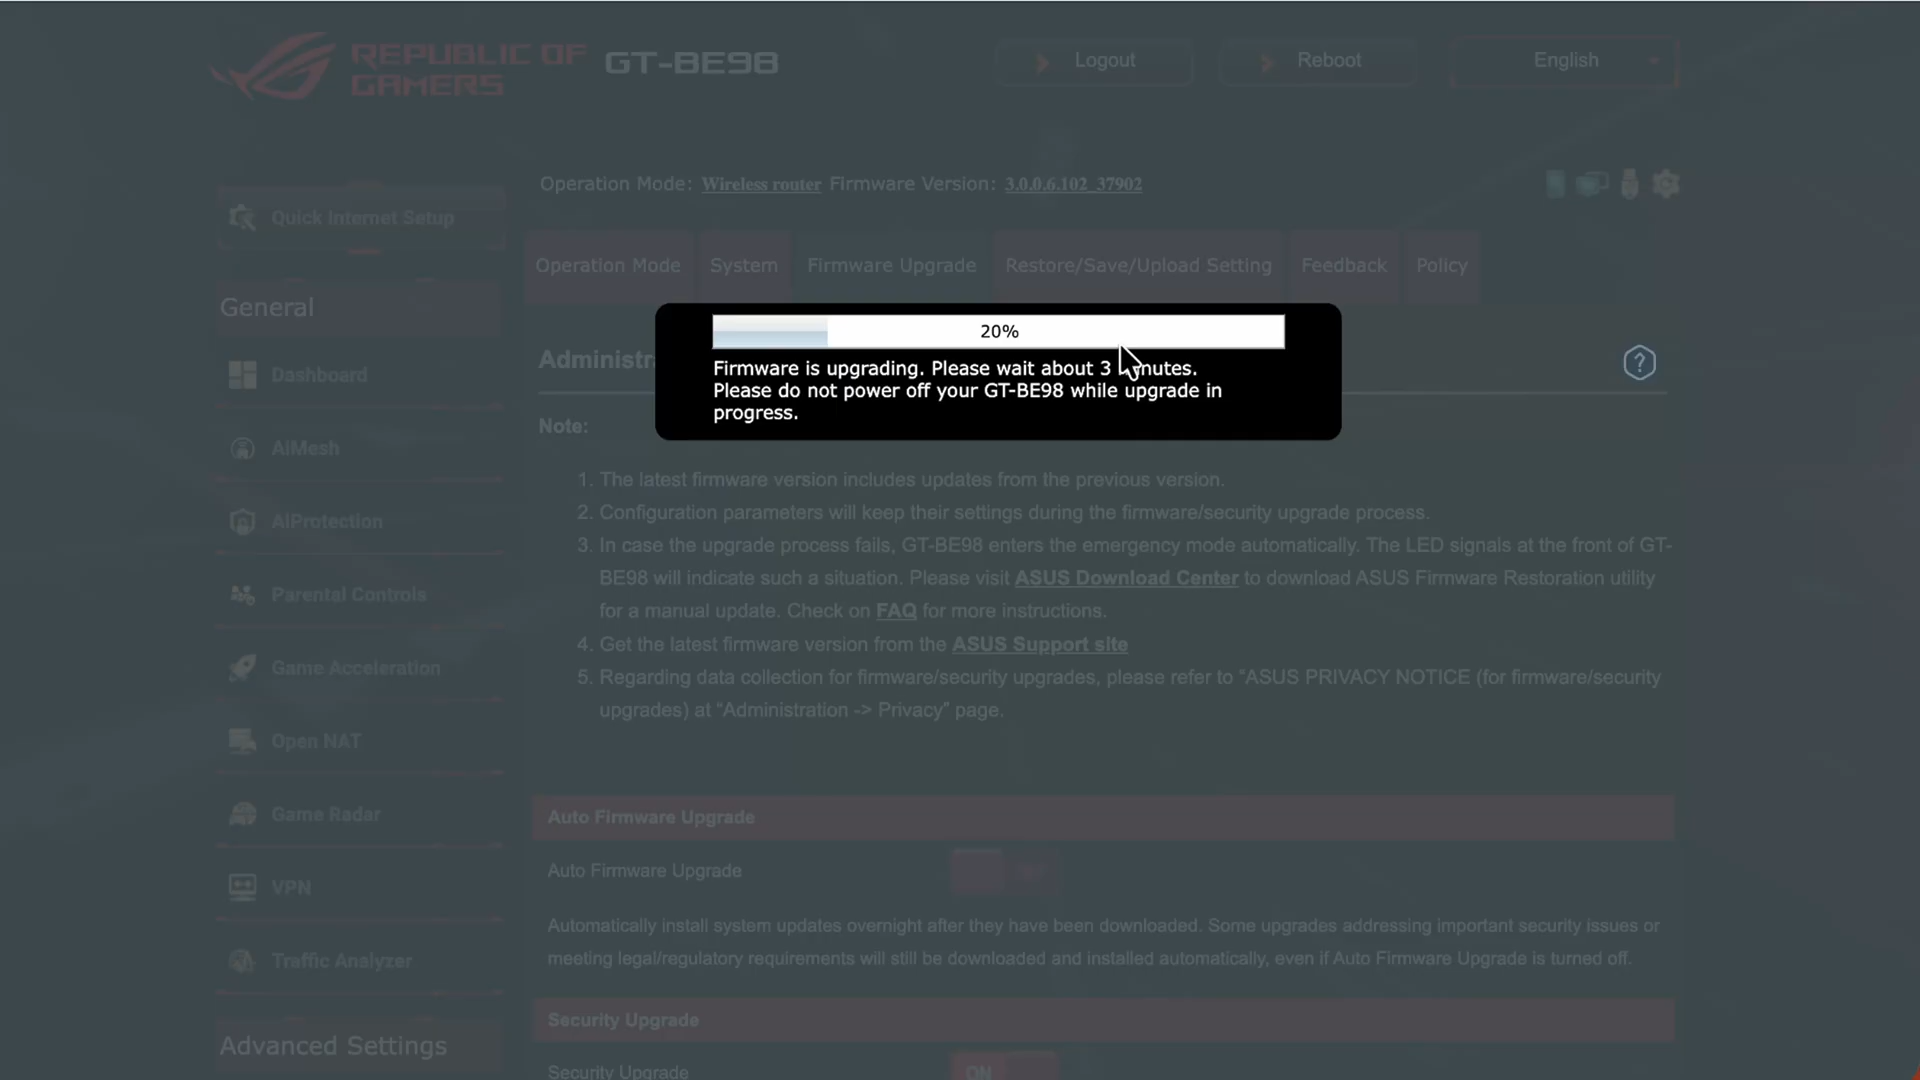 REPUBLIC OF
GAMERS
GT-BE98
Logout
Reboot
English
Operation Mode: Wireless router Firmware Version: 3.0.0.6.102_37902
Quick Internet Setup
Operation Mode
System
Firmware Upgrade
Restore/Save/Upload Setting
Feedback
Policy
General
20%
Firmware is upgrading. Please wait about 3
Please do not power off your GT-BE98 while upgrade in
progress.
Dashboard
Note:
AiMesh
1. The latest firmware version includes updates from the previous version.
2. Configuration parameters will keep their settings during the firmware/security upgrade process.
AiProtection
3. In case the upgrade process fails, GT-BE98 enters the emergency mode automatically. The LED signals at the front of GT-
BE98 will indicate such a situation. Please visit ASUS Download Center to download ASUS Firmware Restoration utility
for a manual update. Check on FAQ for more instructions.
Parental Controls
4. Get the latest firmware version from the ASUS Support site
Game Acceleration
5. Regarding data collection for firmware/security upgrades, please refer to "ASUS PRIVACY NOTICE (for firmware/security
upgrades) at “Administration -> Privacy” page.
Open NAT
Game Radar
Auto Firmware Upgrade
Auto Firmware Upgrade
VPN
Automatically install system updates overnight after they have been downloaded. Some upgrades addressing important security issues or
meeting legal/regulatory requirements will still be downloaded and installed automatically, even if Auto Firmware Upgrade is turned off.
Traffic Analyzer
Security Upgrade
Advanced Settings
Security Upgrade
ON